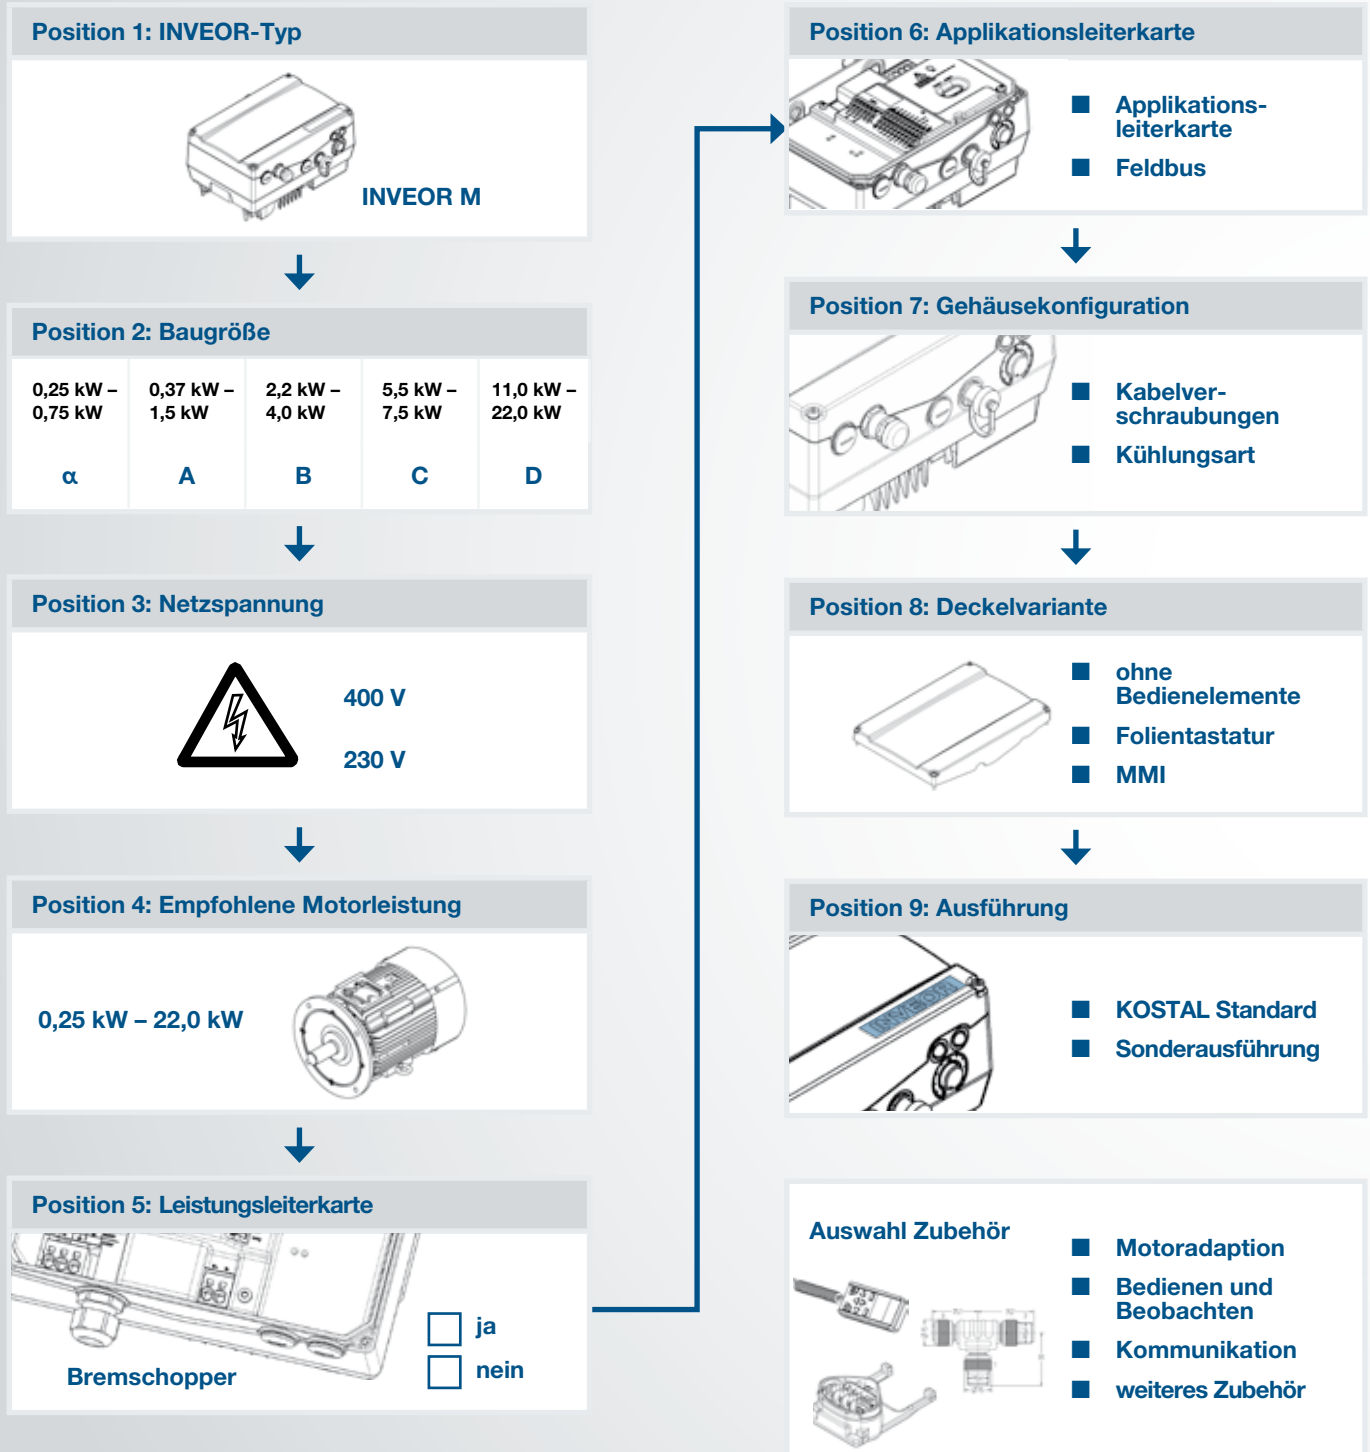 Position 1: INVEOR-Typ
INVEOR M
Position 2: Baugröße
0,25 kW –
0,75 kW
α
0,37 kW –
1,5 kW
A
2,2 kW –
4,0 kW
B
5,5 kW –
7,5 kW
C
11,0 kW –
22,0 kW
D
Position 3: Netzspannung
400 V
230 V
Position 4: Empfohlene Motorleistung
0,25 kW – 22,0 kW
Position 5: Leistungsleiterkarte
Bremschopper
ja
nein
Position 6: Applikationsleiterkarte
Applikations-
leiterkarte
Feldbus
Position 7: Gehäusekonfiguration
Kabelver-
schraubungen
Kühlungsart
Position 8: Deckelvariante
ohne
Bedienelemente
Folientastatur
MMI
Position 9: Ausführung
INVEOR
KOSTAL Standard
Sonderausführung
Auswahl Zubehör
Motoradaption
Bedienen und
Beobachten
Kommunikation
weiteres Zubehör